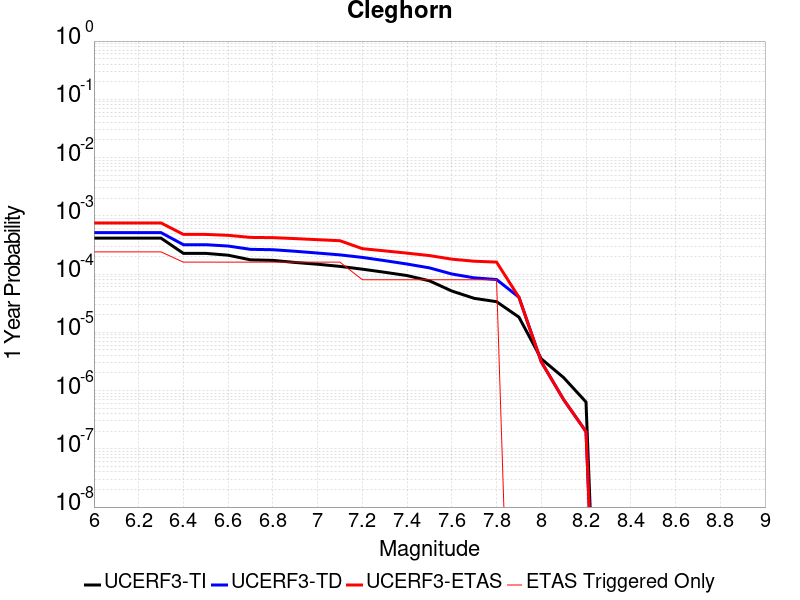 Cleghorn
1 Year Probability
10^0
10^-1
10^-2
10^-3
10^-4
10^-5
10^-6
10^-7
10^-8
6 6.2 6.4 6.6 6.8 7 7.2 7.4 7.6 7.8 8 8.2 8.4 8.6 8.8 9
Magnitude
UCERF3-TI UCERF3-TD UCERF3-ETAS ETAS Triggered Only